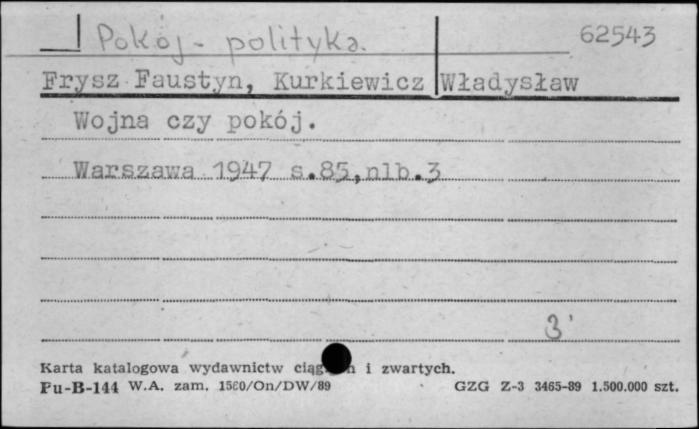 Pokój - polityka. 62543
Frysz Faustyn, Kurkiewicz Władysław
Wojna czy pokój.
Warszawa 1947 s.85,nlb.3
3'
Karta katalogowa wydawnictw i zwartych.
Pu-B-144 W.A. zam. 1560/On/DW/89 GZG Z-3 3465-89 1.500.000 szt.